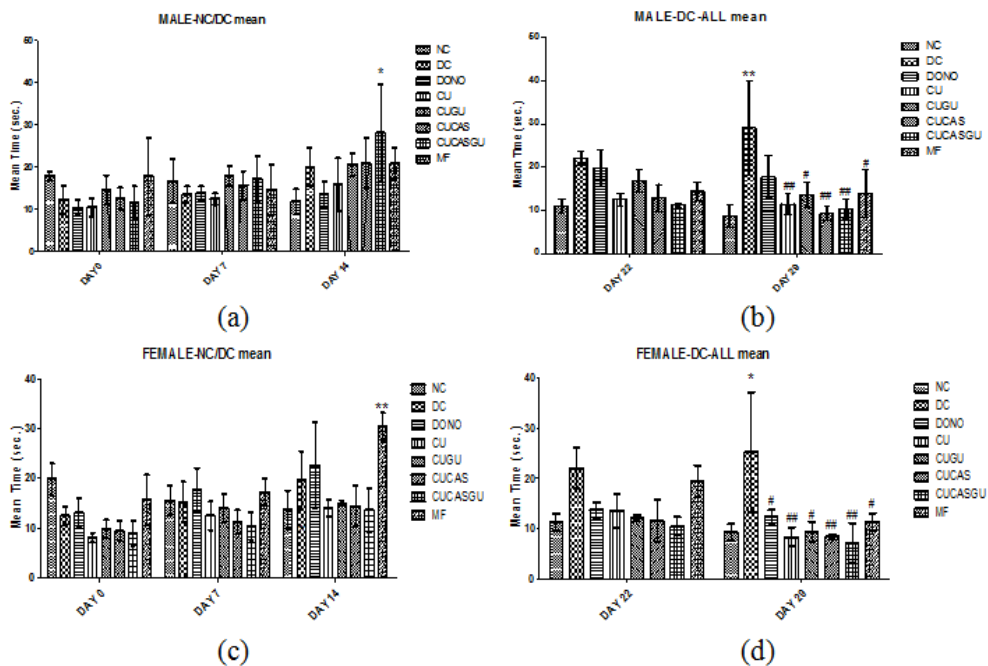 MALE-NC/DC mean
60
50
40
30
20
10
0
Mean Time (sec.)
*
NC
DC
DONO
CU
CUGU
CUCAS
CUCASGU
MF
DAY 0
DAY 7
DAY 14
(a)
MALE-DC-ALL mean
60
50
40
30
20
10
0
Mean Time (sec.)
**
##
#
##
##
#
NC
DC
DONO
CU
CUGU
CUCAS
CUCASGU
MF
DAY 22
DAY 20
(b)
FEMALE-NC/DC mean
40
30
20
10
0
Mean Time (sec.)
**
NC
DC
DONO
CU
CUGU
CUCAS
CUCASGU
MF
DAY 0
DAY 7
DAY 14
(c)
FEMALE-DC-ALL mean
40
30
20
10
0
Mean Time (sec.)
*
#
##
#
##
##
#
NC
DC
DONO
CU
CUGU
CUCAS
CUCASGU
MF
DAY 22
DAY 20
(d)